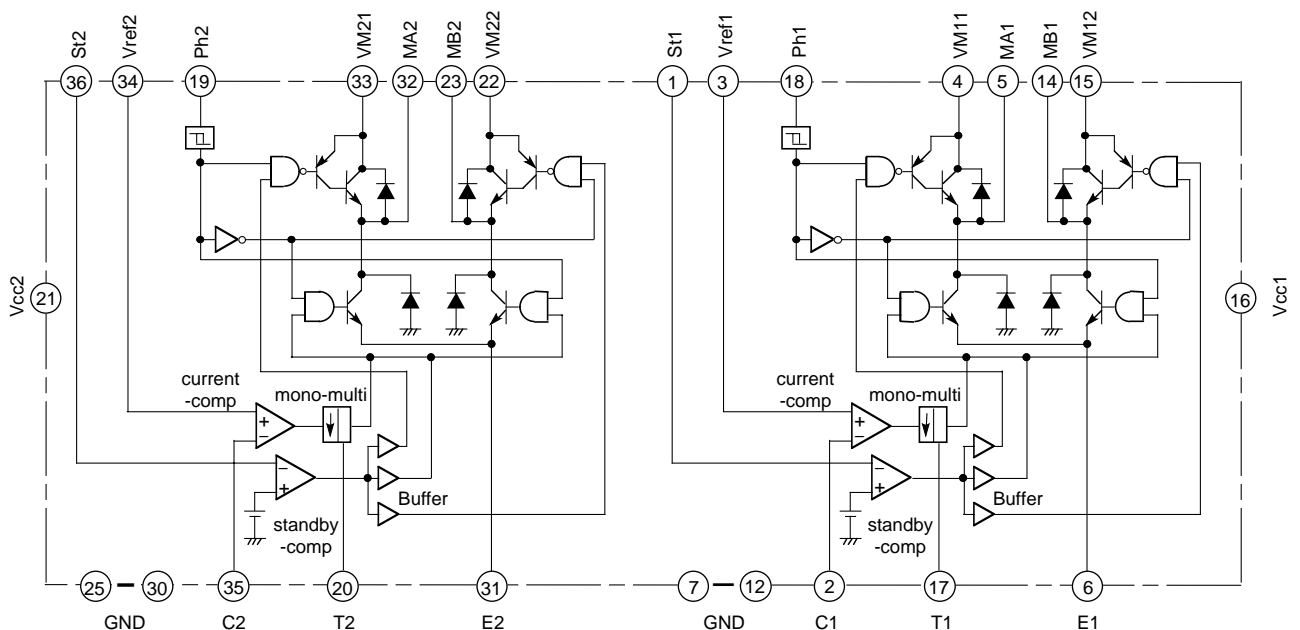 St2
Vref2
Ph2
VM21
MA2
MB2
VM22
St1
Vref1
Ph1
VM11
MA1
MB1
VM12
36
34
19
33
32
23
22
1
3
18
4
5
14
15
Vcc2
21
16
Vcc1
current
-comp
mono-multi
+
−
−
+
Buffer
standby
-comp
current
-comp
mono-multi
+
−
−
+
Buffer
standby
-comp
25 – 30
35
20
31
7 – 12
2
17
6
GND
C2
T2
E2
GND
C1
T1
E1